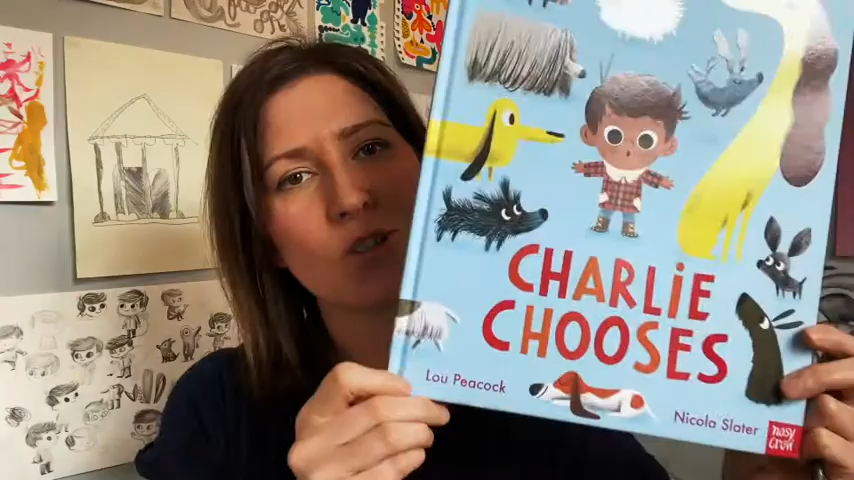 CHARLiE
CHOOSES
Lou Peacock
Nicola Slater
nosy
crow